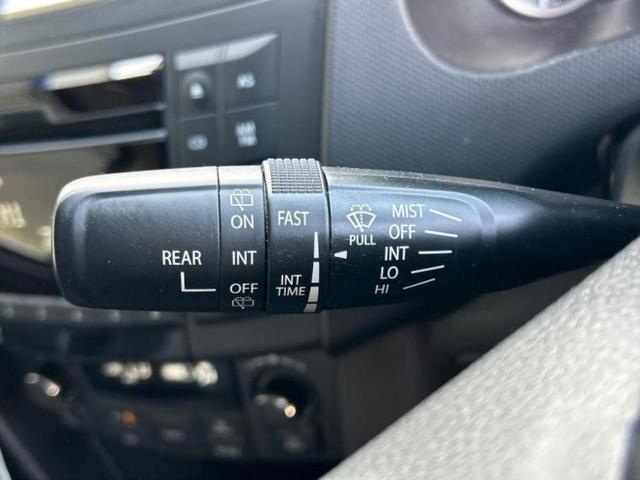 REAR
ON
INT
OFF
FAST
INT
TIME
PULL
MIST
OFF
INT
LO
HI